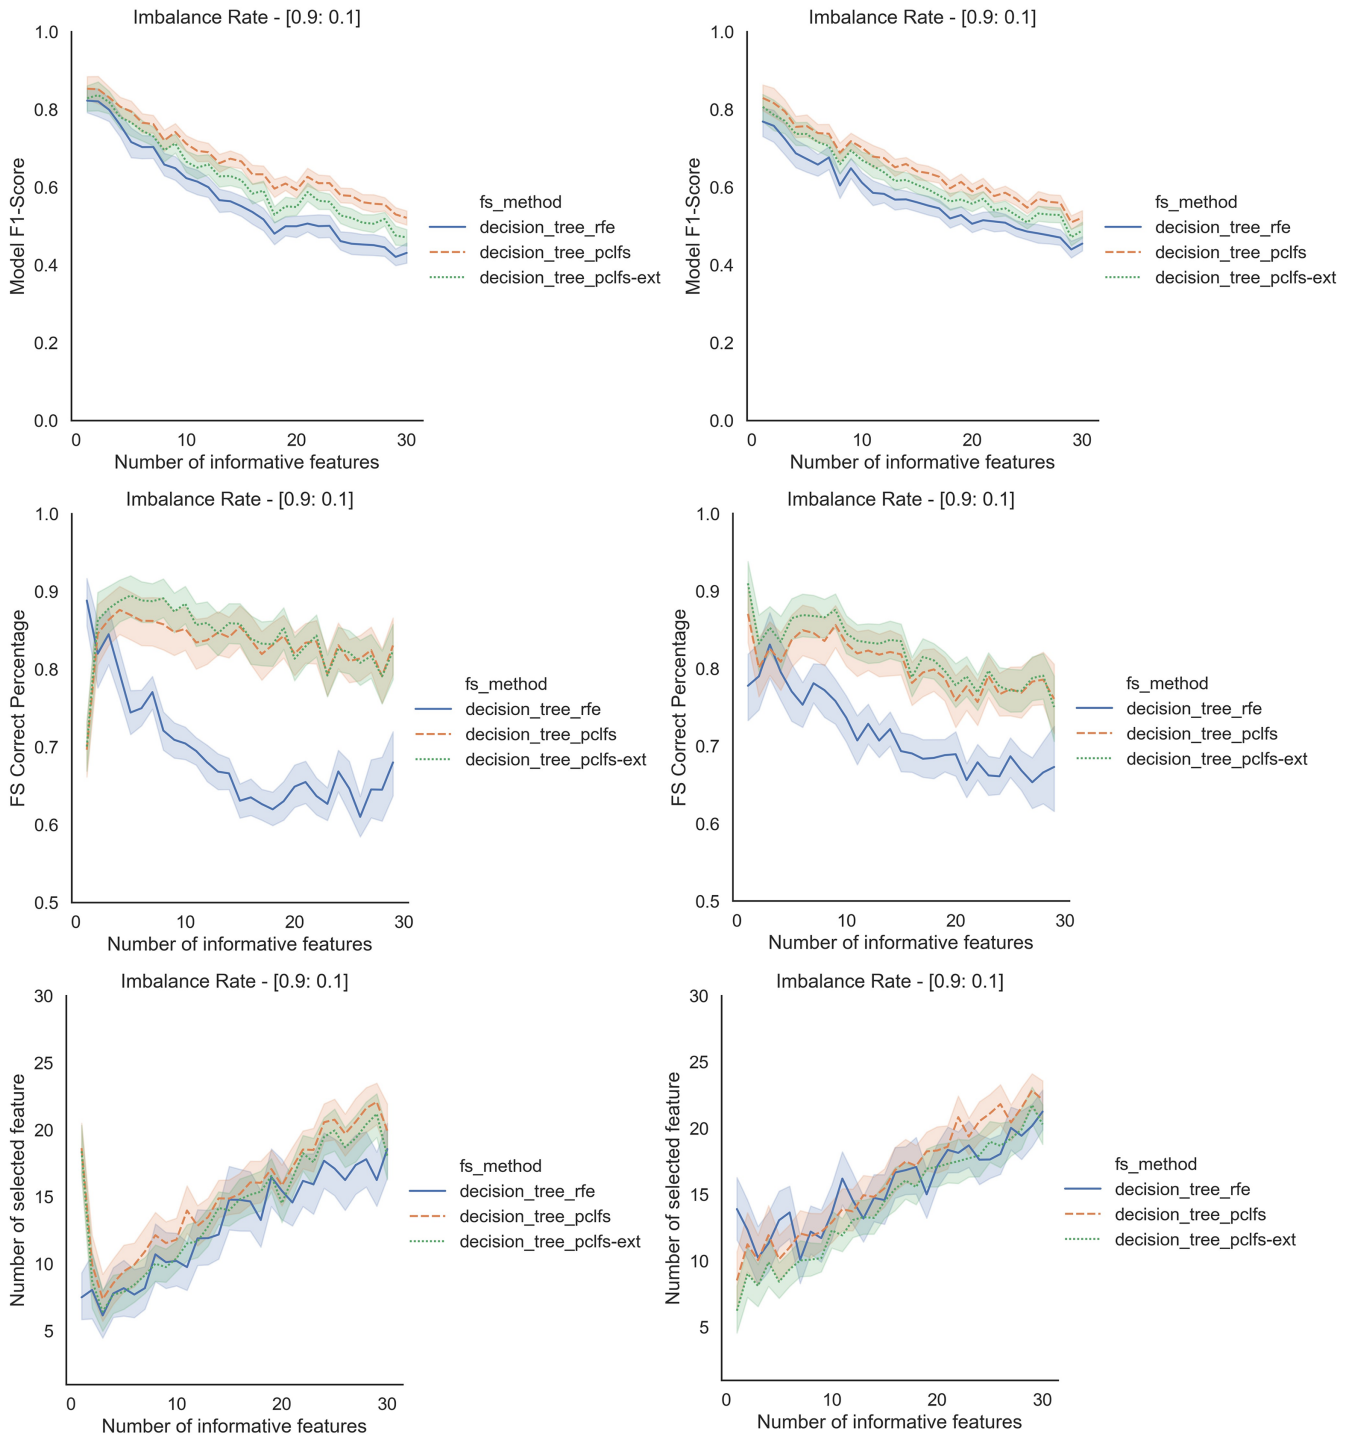 Imbalance Rate - [0.9: 0.1]
1.0
0.8
0.6
0.4
0.2
0.0
Model F1-Score
0 10 20 30
Number of informative features
fs_method
decision_tree_rfe
decision_tree_pclfs
decision_tree_pclfs-ext
Imbalance Rate - [0.9: 0.1]
1.0
0.8
0.6
0.4
0.2
0.0
Model F1-Score
0 10 20 30
Number of informative features
fs_method
decision_tree_rfe
decision_tree_pclfs
decision_tree_pclfs-ext
Imbalance Rate - [0.9: 0.1]
1.0
0.9
0.8
0.7
0.6
0.5
FS Correct Percentage
0 10 20 30
Number of informative features
fs_method
decision_tree_rfe
decision_tree_pclfs
decision_tree_pclfs-ext
Imbalance Rate - [0.9: 0.1]
1.0
0.9
0.8
0.7
0.6
0.5
FS Correct Percentage
0 10 20 30
Number of informative features
fs_method
decision_tree_rfe
decision_tree_pclfs
decision_tree_pclfs-ext
Imbalance Rate - [0.9: 0.1]
30
25
20
15
10
5
Number of selected feature
0 10 20 30
Number of informative features
fs_method
decision_tree_rfe
decision_tree_pclfs
decision_tree_pclfs-ext
Imbalance Rate - [0.9: 0.1]
30
25
20
15
10
5
Number of selected feature
0 10 20 30
Number of informative features
fs_method
decision_tree_rfe
decision_tree_pclfs
decision_tree_pclfs-ext